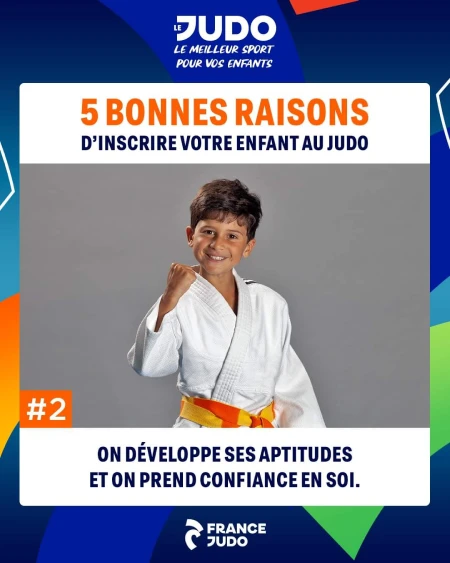 LE JUDO
LE MEILLEUR SPORT
POUR VOS ENFANTS
5 BONNES RAISONS
D'INSCRIRE VOTRE ENFANT AU JUDO
#2
ON DÉVELOPPE SES APTITUDES
ET ON PREND CONFIANCE EN SOI.
FRANCE
JUDO